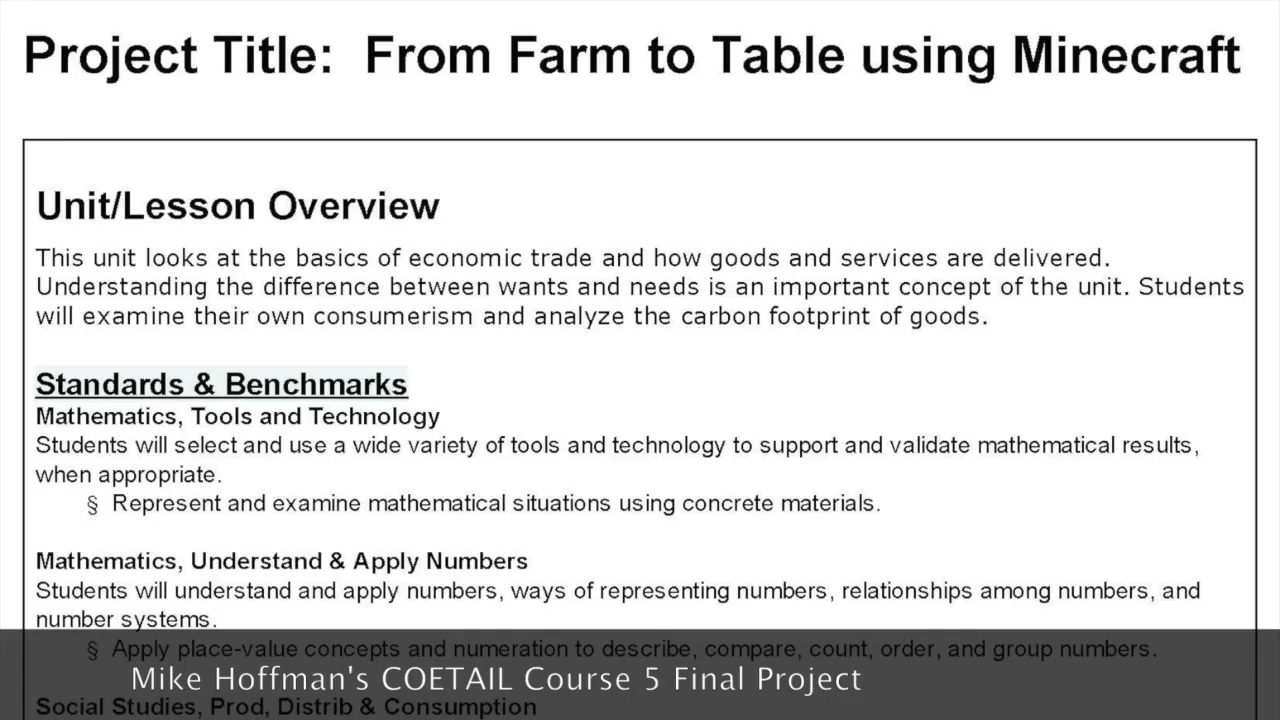 Project Title: From Farm to Table using Minecraft
Unit/Lesson Overview
This unit looks at the basics of economic trade and how goods and services are delivered.
Understanding the difference between wants and needs is an important concept of the unit. Students
will examine their own consumerism and analyze the carbon footprint of goods.
Standards & Benchmarks
Mathematics, Tools and Technology
Students will select and use a wide variety of tools and technology to support and validate mathematical results,
when appropriate.
§ Represent and examine mathematical situations using concrete materials.
Mathematics, Understand & Apply Numbers
Students will understand and apply numbers, ways of representing numbers, relationships among numbers, and
number systems.
§ Apply place-value concepts and numeration to describe, compare, count, order, and group numbers.
Mike Hoffman's COETAIL Course 5 Final Project
Social Studies, Prod, Distrib & Consumption